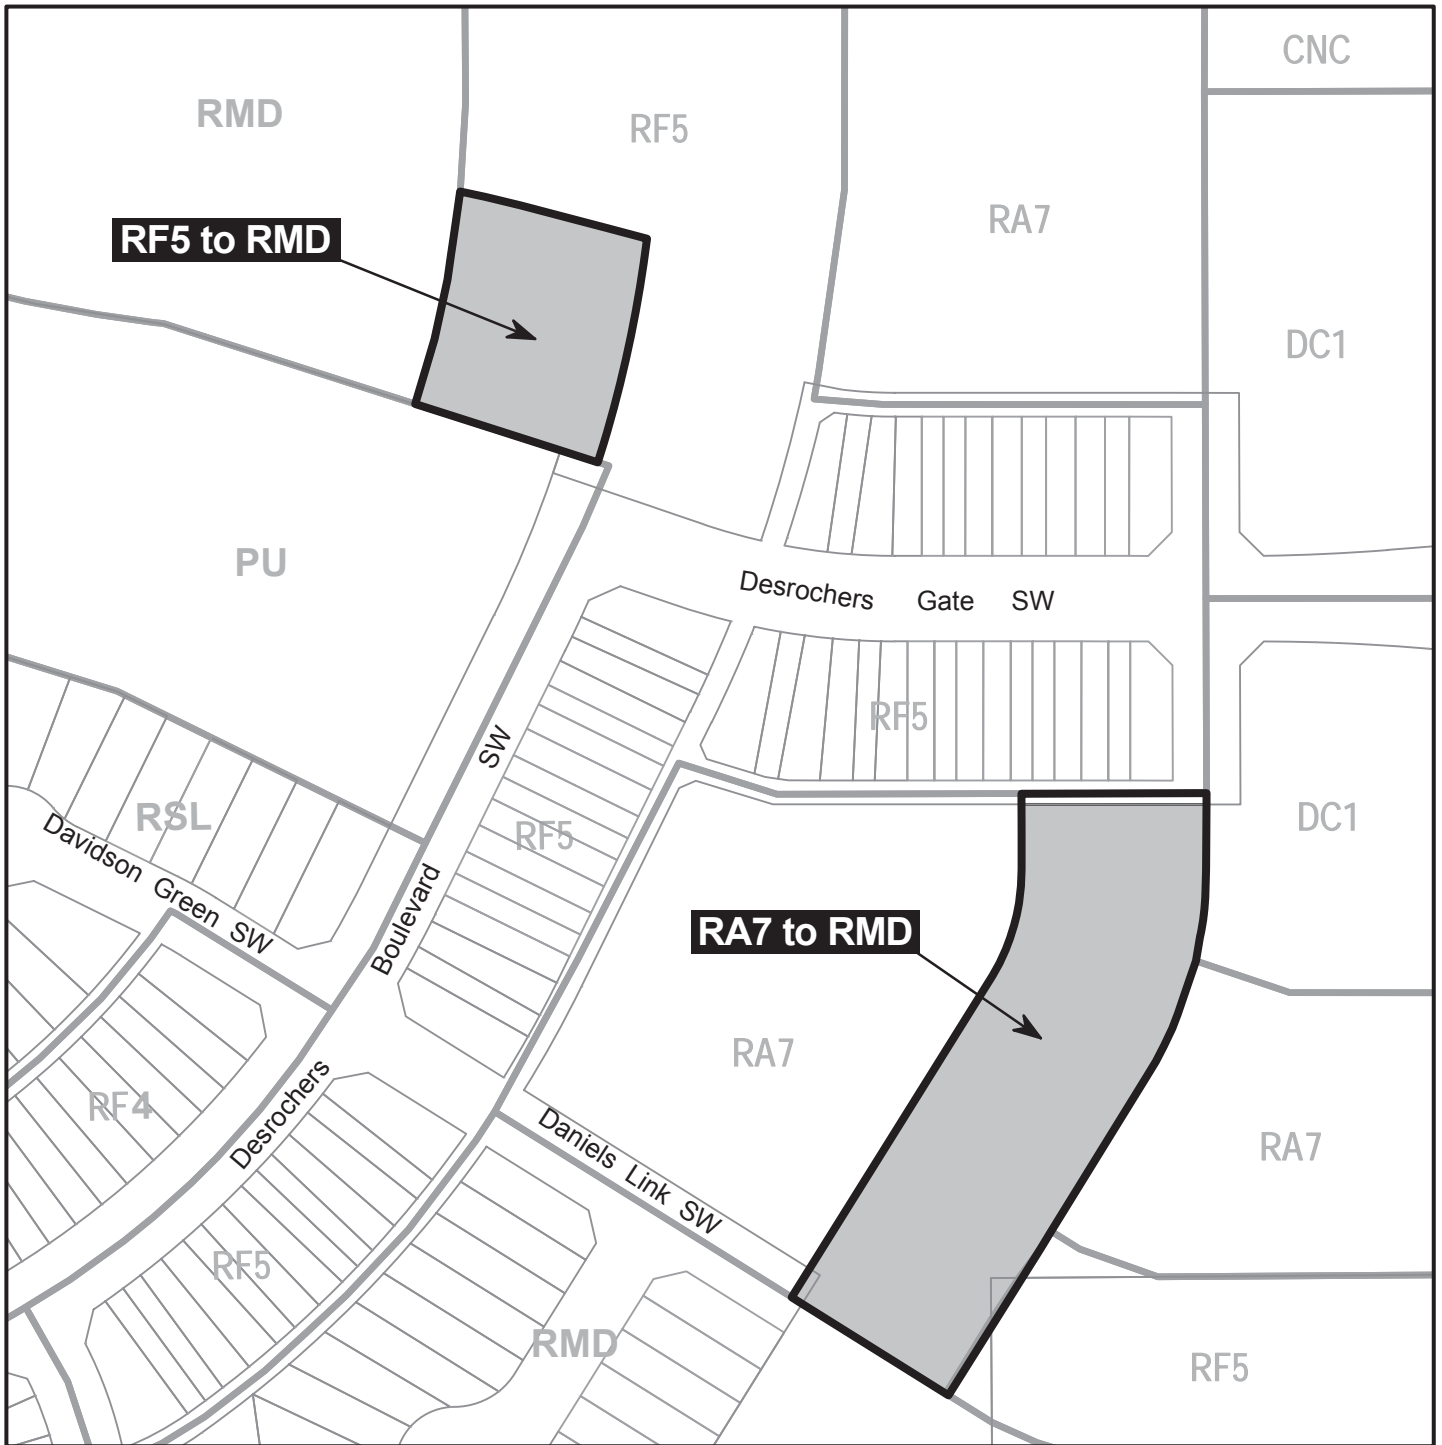 CNC
RMD
RF5
RA7
RF5 to RMD
DC1
PU
Desrochers Gate SW
RF5
RSL
RF5
DC1
Davidson Green SW
Desrochers Boulevard SW
RA7 to RMD
RA7
RF4
Daniels Link SW
RA7
RF5
RMD
RF5